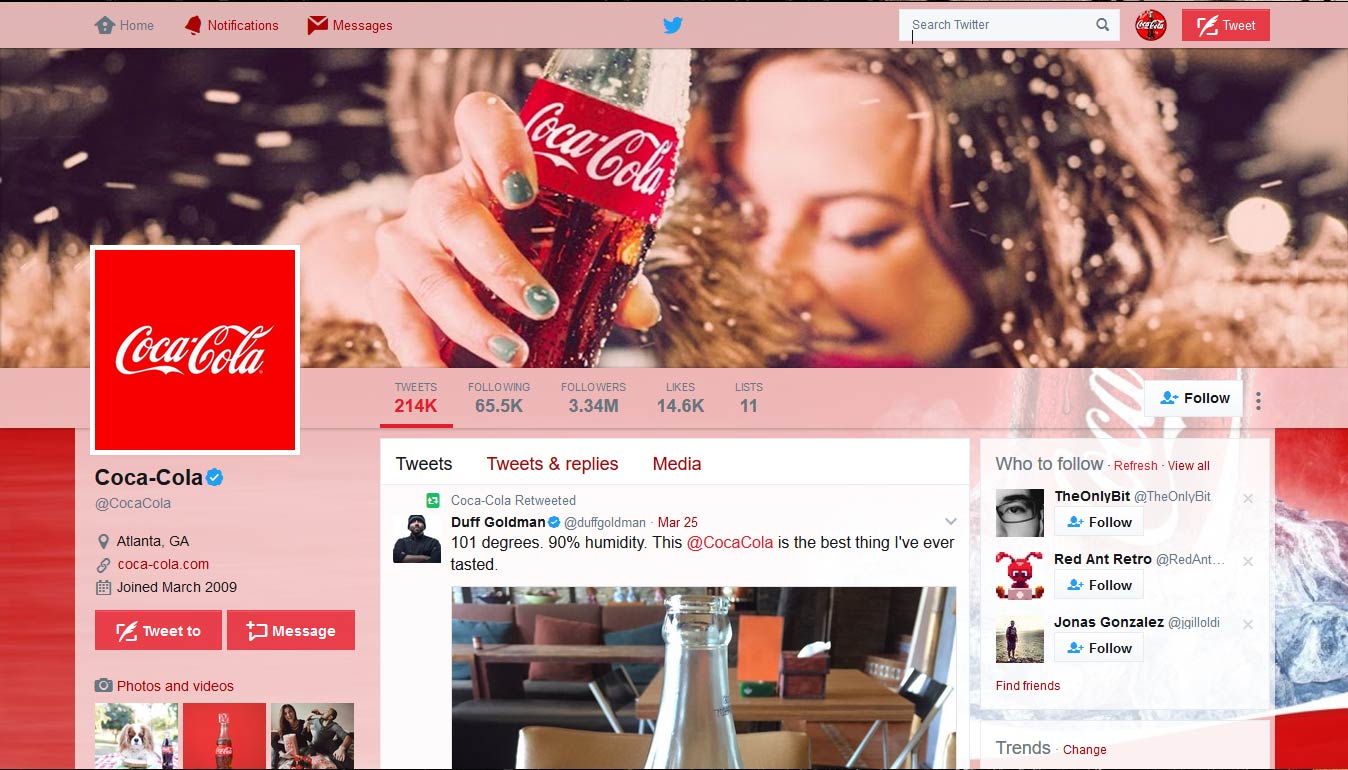 Home
Notifications
Messages
Search Twitter
Coca-Cola
Tweet
Coca-Cola
Coca-Cola
TWEETS
214K
FOLLOWING
65.5K
FOLLOWERS
3.34M
LIKES
14.6K
LISTS
11
Follow
Coca-Cola
@CocaCola
Atlanta, GA
coca-cola.com
Joined March 2009
Tweet to
Message
Photos and videos
Tweets
Tweets & replies
Media
Coca-Cola Retweeted
Duff Goldman @duffgoldman · Mar 25
101 degrees. 90% humidity. This @CocaCola is the best thing I've ever
tasted.
Who to follow · Refresh · View all
TheOnlyBit @TheOnlyBit
Follow
Red Ant Retro @RedAnt…
Follow
Jonas Gonzalez @jgilloldi
Follow
Find friends
Trends · Change